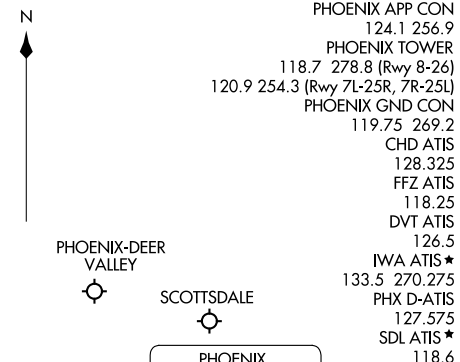 N
PHOENIX APP CON
124.1 256.9
PHOENIX TOWER
118.7 278.8 (Rwy 8-26)
120.9 254.3 (Rwy 7L-25R, 7R-25L)
PHOENIX GND CON
119.75 269.2
CHD ATIS
128.325
FFZ ATIS
118.25
DVT ATIS
126.5
IWA ATIS★
133.5 270.275
PHX D-ATIS
127.575
SDL ATIS★
118.6
PHOENIX-DEER
VALLEY
SCOTTSDALE
PHOENIX